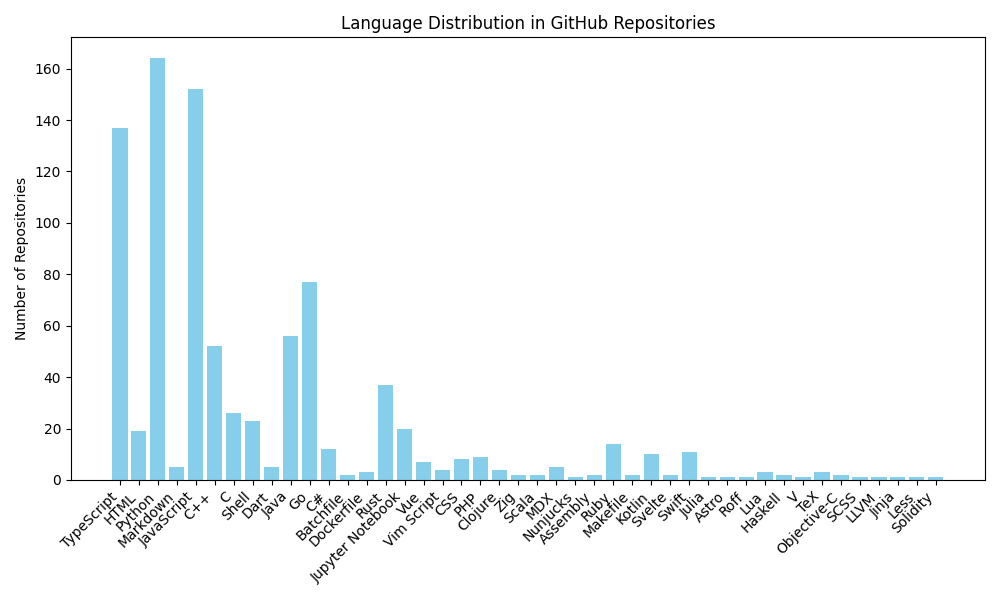 Language Distribution in GitHub Repositories
Number of Repositories
160
140
120
100
80
60
40
20
0
TypeScript
HTML
Python
Markdown
JavaScript
C++
C
Shell
Dart
Java
Go
C#
Batchfile
Dockerfile
Rust
Jupyter Notebook
Vue
Vim Script
CSS
PHP
Clojure
Zig
Scala
MDX
Nunjucks
Assembly
Ruby
Makefile
Kotlin
Svelte
Swift
Julia
Astro
Roff
Lua
Haskell
V
TeX
Objective-C
SCSS
LLVM
Jinja
Less
Solidity